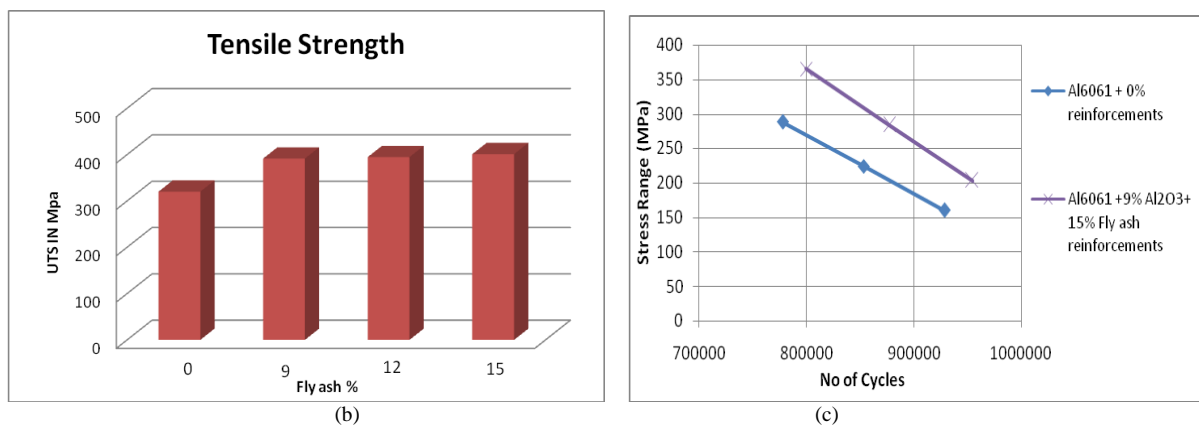 Tensile Strength
500
400
300
200
100
0
UTS IN Mpa
0 9 12 15
Fly ash %
(b)
400
350
300
250
200
150
100
50
0
Stress Range (MPa)
700000 800000 900000 1000000
No of Cycles
Al6061 + 0%
reinforcements
Al6061 +9% Al2O3+
15% Fly ash
reinforcements
(c)